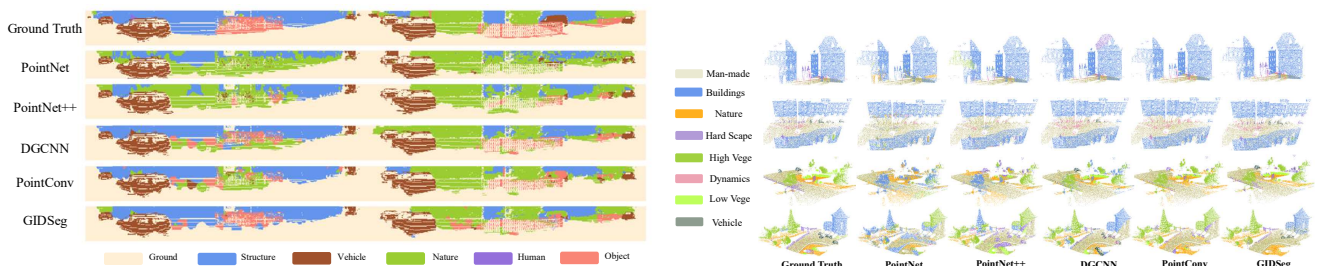 Ground Truth
PointNet
PointNet++
DGCNN
PointConv
GIDSeg
Ground
Structure
Vehicle
Nature
Human
Object
Man-made
Buildings
Nature
Hard Scape
High Vege
Dynamics
Low Vege
Vehicle
Ground Truth
PointNet
PointNet++
DGCNN
PointConv
GIDSeg